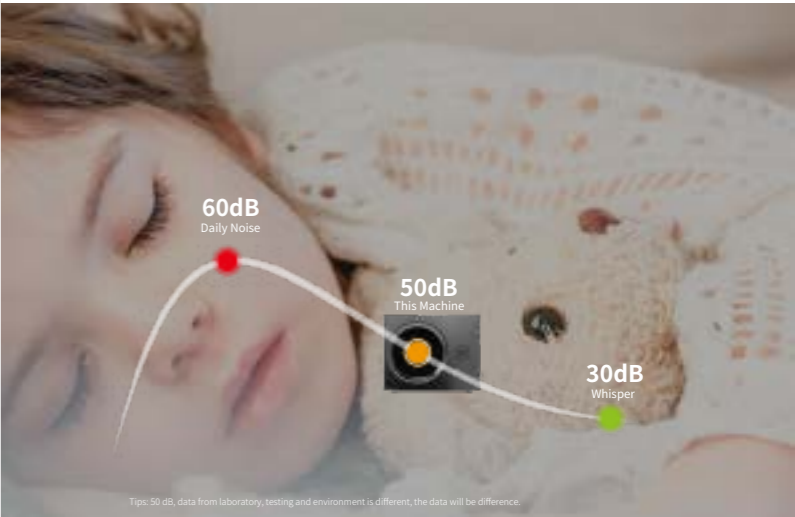 60dB
Daily Noise
50dB
This Machine
30dB
Whisper
Tips: 50 dB, data from laboratory, testing and environment is different, the data will be difference.